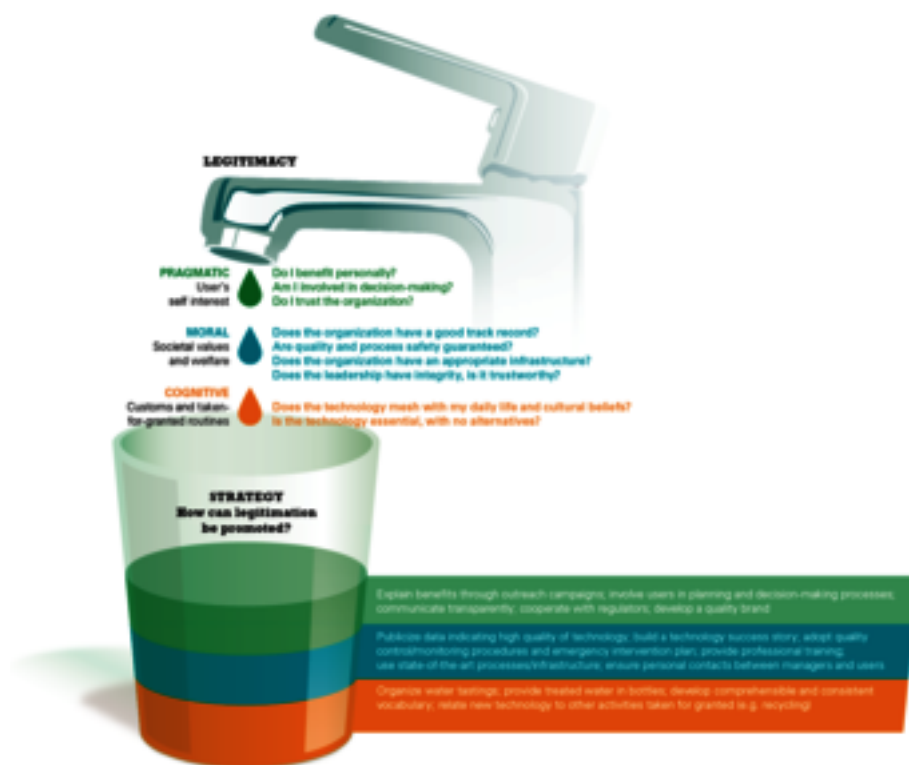 LEGITIMACY
PRAGMATIC
User's
self interest
Do I benefit personally?
Am I involved in decision-making?
Do I trust the organization?
MORAL
Societal values
and welfare
Does the organization have a good track record?
Are quality and process safety guaranteed?
Does the organization have an appropriate infrastructure?
Does the leadership have integrity, is it trustworthy?
COGNITIVE
Customs and taken-
for-granted routines
Does the technology mesh with my daily life and cultural beliefs?
Is the technology essential, with no alternatives?
STRATEGY
How can legitimation
be promoted?
Explain benefits through outreach campaigns; involve users in planning and decision-making processes;
communicate transparently; cooperate with regulators; develop a quality brand
Publicize data indicating high quality of technology; build a technology success story; adopt quality
control/monitoring procedures and emergency intervention plan; provide professional training;
use state-of-the-art processes/infrastructure; ensure personal contacts between managers and users
Organize water tastings; provide treated water in bottles; develop comprehensible and consistent
vocabulary; relate new technology to other activities taken for granted (e.g. recycling)